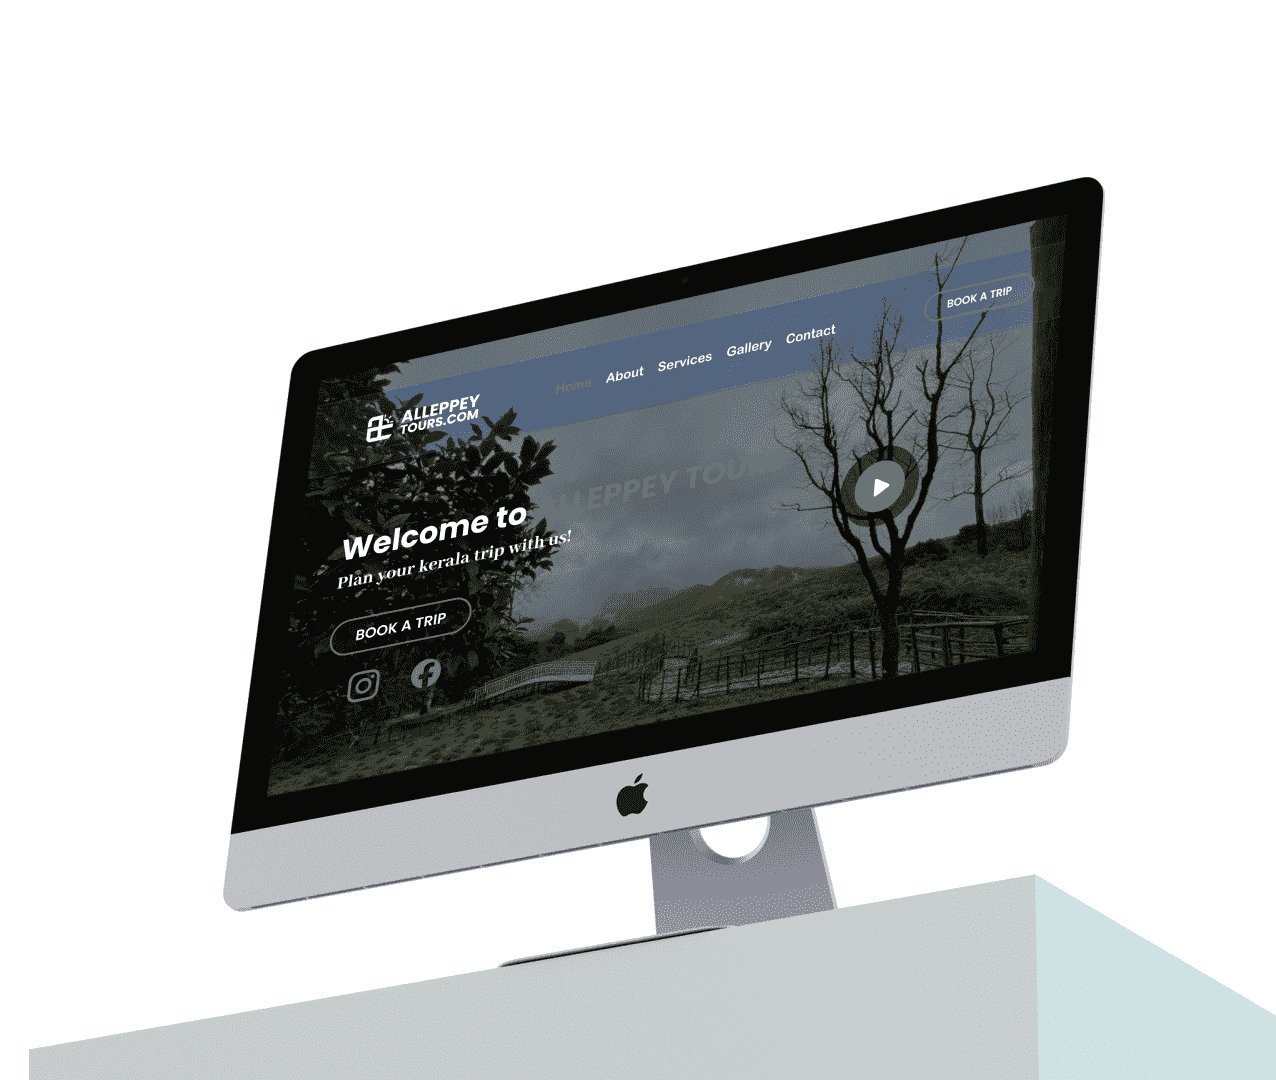 Home About Services Gallery Contact
BOOK A TRIP
ALLEPPEY
TOURS.COM
ALLEPPEY TOURS
Welcome to
Plan your kerala trip with us!
BOOK A TRIP